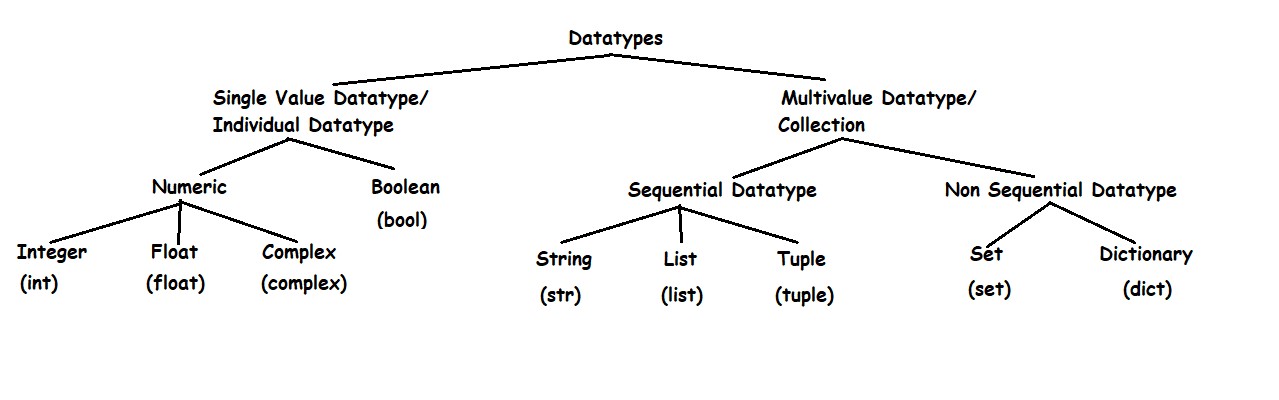 Datatypes
Single Value Datatype/
Individual Datatype
Multivalue Datatype/
Collection
Numeric
Boolean
(bool)
Sequential Datatype
Non Sequential Datatype
Integer
(int)
Float
(float)
Complex
(complex)
String
(str)
List
(list)
Tuple
(tuple)
Set
(set)
Dictionary
(dict)